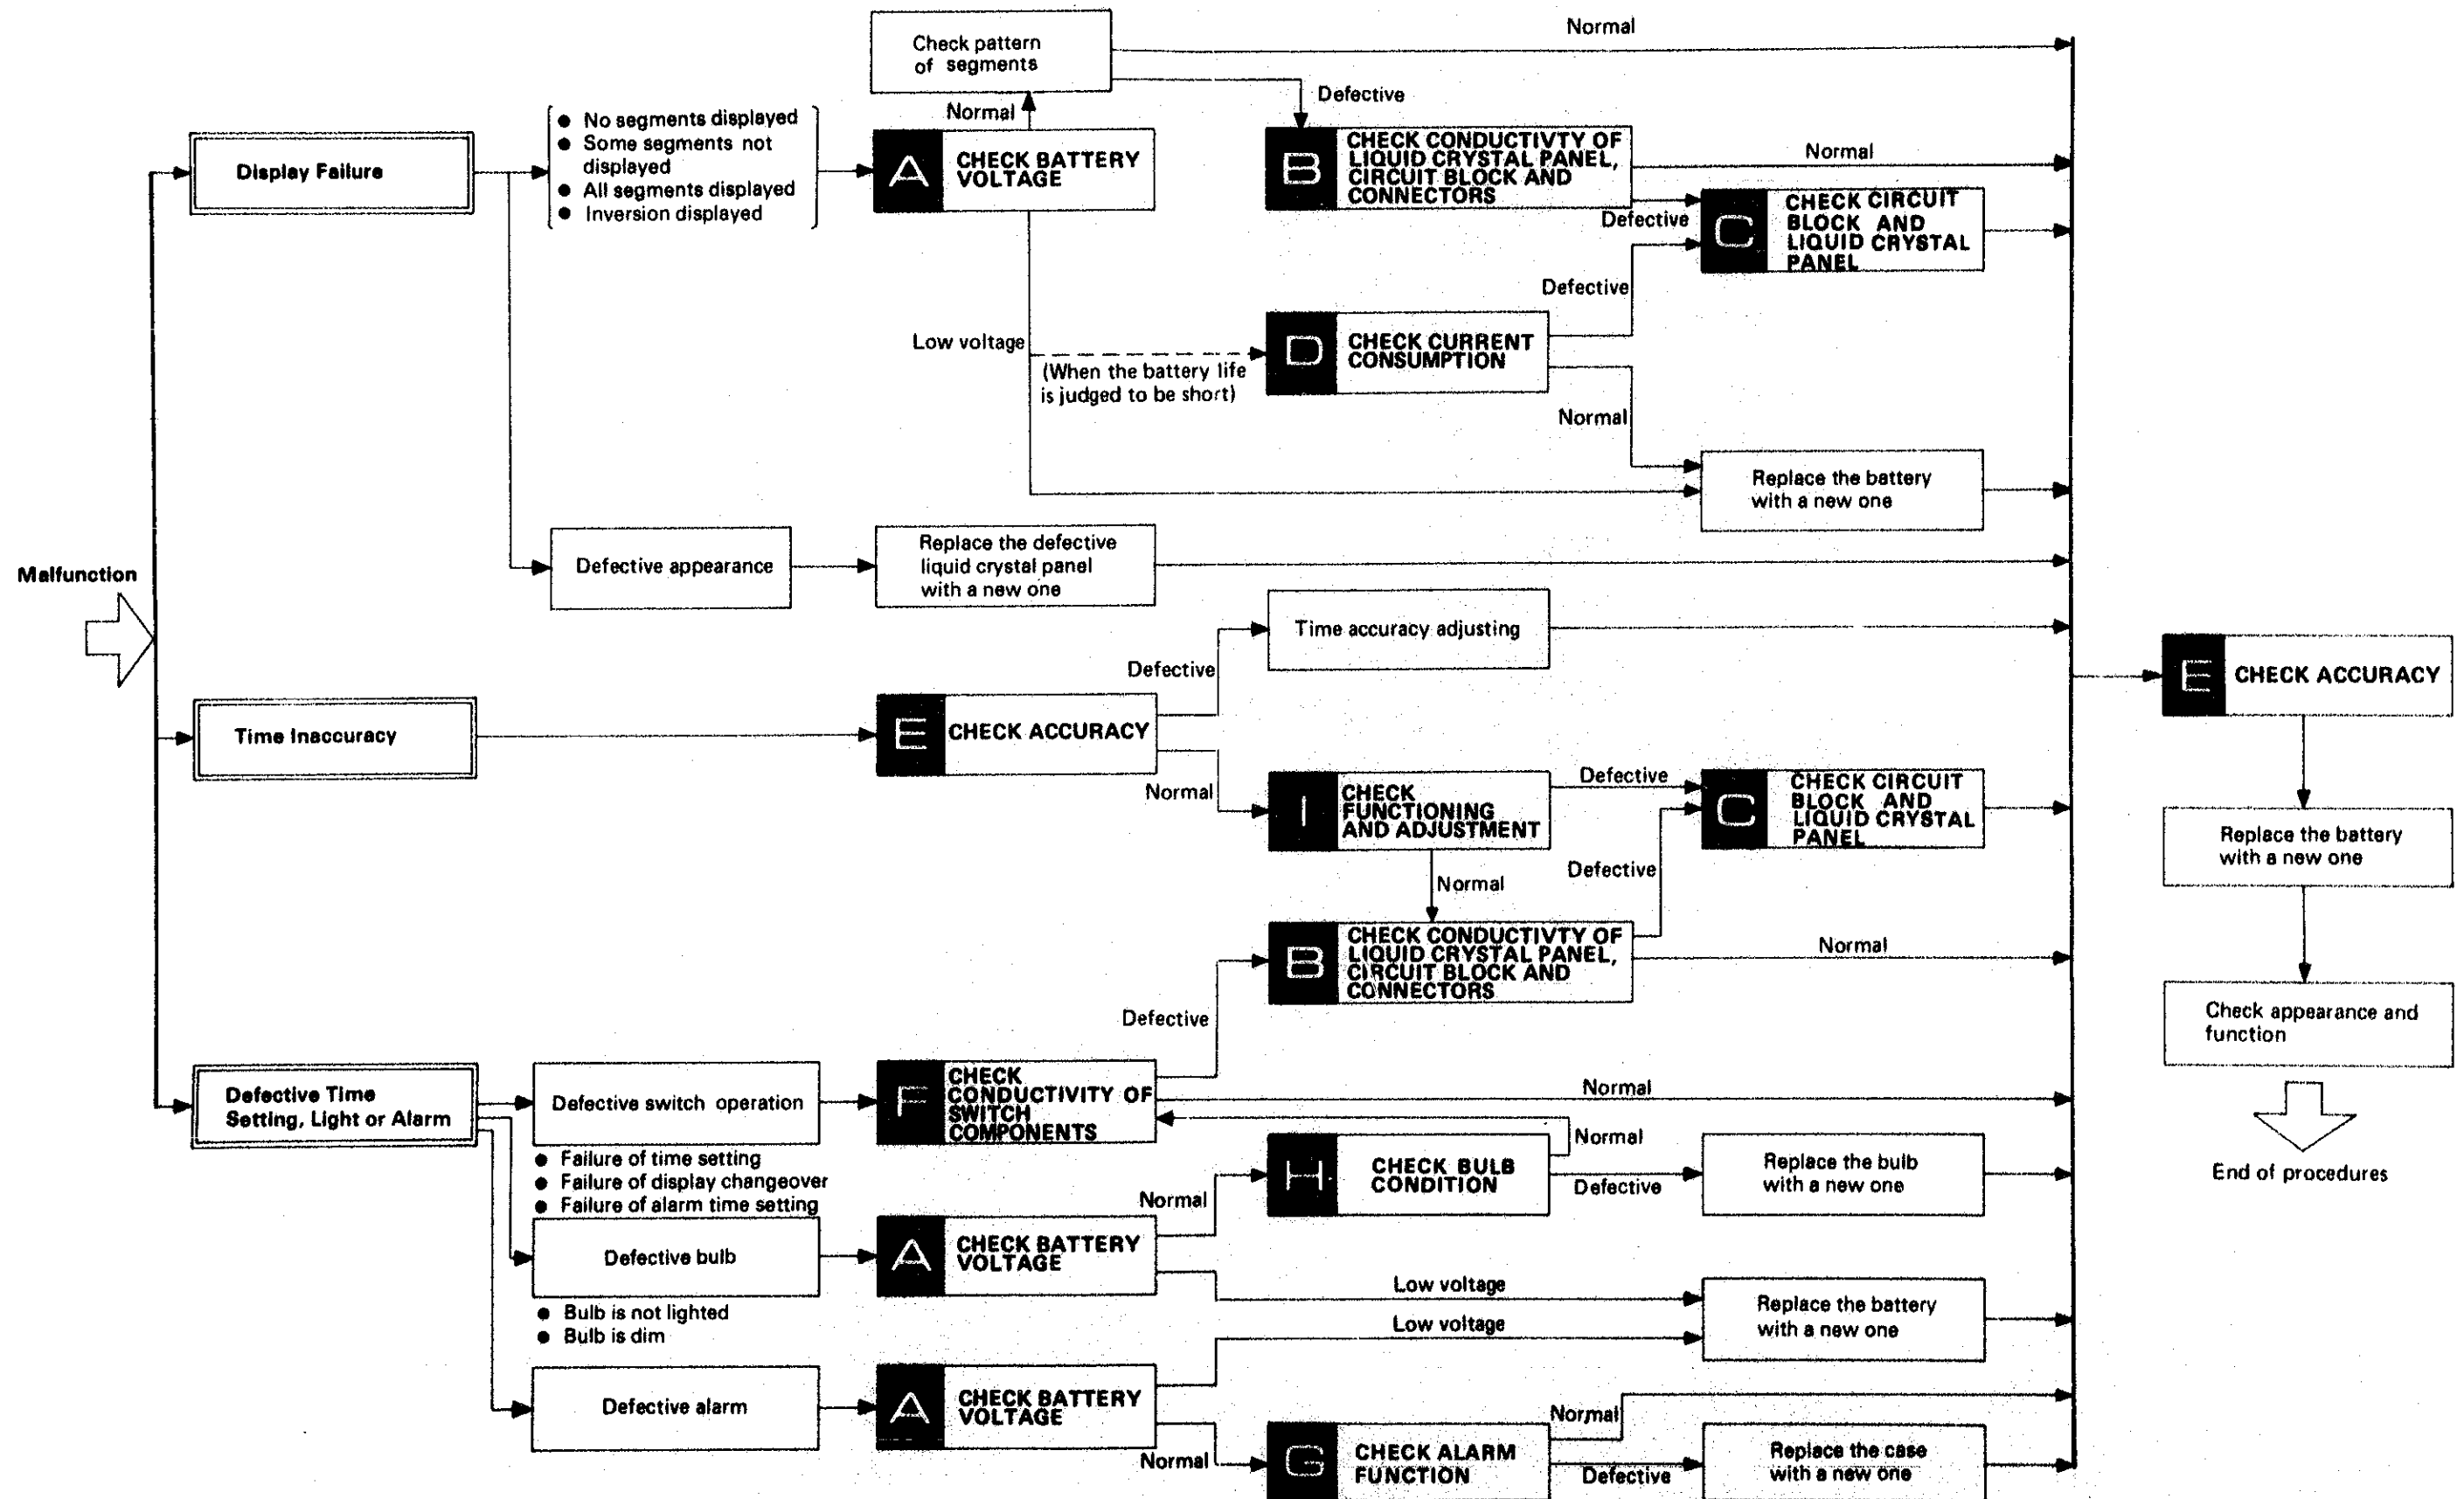 Malfunction
Display Failure
● No segments displayed
● Some segments not
displayed
● All segments displayed
● Inversion displayed
A
CHECK BATTERY
VOLTAGE
Normal
Check pattern
of segments
Normal
Defective
B
CHECK CONDUCTIVTY OF
LIQUID CRYSTAL PANEL,
CIRCUIT BLOCK AND
CONNECTORS
Normal
Defective
C
CHECK CIRCUIT
BLOCK AND
LIQUID CRYSTAL
PANEL
Low voltage
(When the battery life
is judged to be short)
D
CHECK CURRENT
CONSUMPTION
Defective
Normal
Replace the battery
with a new one
Defective appearance
Replace the defective
liquid crystal panel
with a new one
Time Inaccuracy
E
CHECK ACCURACY
Defective
Time accuracy adjusting
Normal
I
CHECK
FUNCTIONING
AND ADJUSTMENT
Defective
C
CHECK CIRCUIT
BLOCK AND
LIQUID CRYSTAL
PANEL
Normal
Defective
B
CHECK CONDUCTIVTY OF
LIQUID CRYSTAL PANEL,
CIRCUIT BLOCK AND
CONNECTORS
Normal
Defective Time
Setting, Light or Alarm
Defective switch operation
● Failure of time setting
● Failure of display changeover
● Failure of alarm time setting
F
CHECK
CONDUCTIVITY OF
SWITCH
COMPONENTS
Defective
Normal
Defective bulb
● Bulb is not lighted
● Bulb is dim
A
CHECK BATTERY
VOLTAGE
Normal
H
CHECK BULB
CONDITION
Normal
Defective
Replace the bulb
with a new one
Low voltage
Low voltage
Replace the battery
with a new one
Defective alarm
A
CHECK BATTERY
VOLTAGE
Normal
G
CHECK ALARM
FUNCTION
Normal
Defective
Replace the case
with a new one
E
CHECK ACCURACY
Replace the battery
with a new one
Check appearance and
function
End of procedures